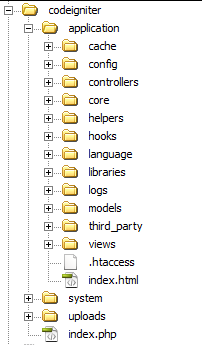 codeigniter
application
cache
config
controllers
core
helpers
hooks
language
libraries
logs
models
third_party
views
.htaccess
index.html
system
uploads
index.php